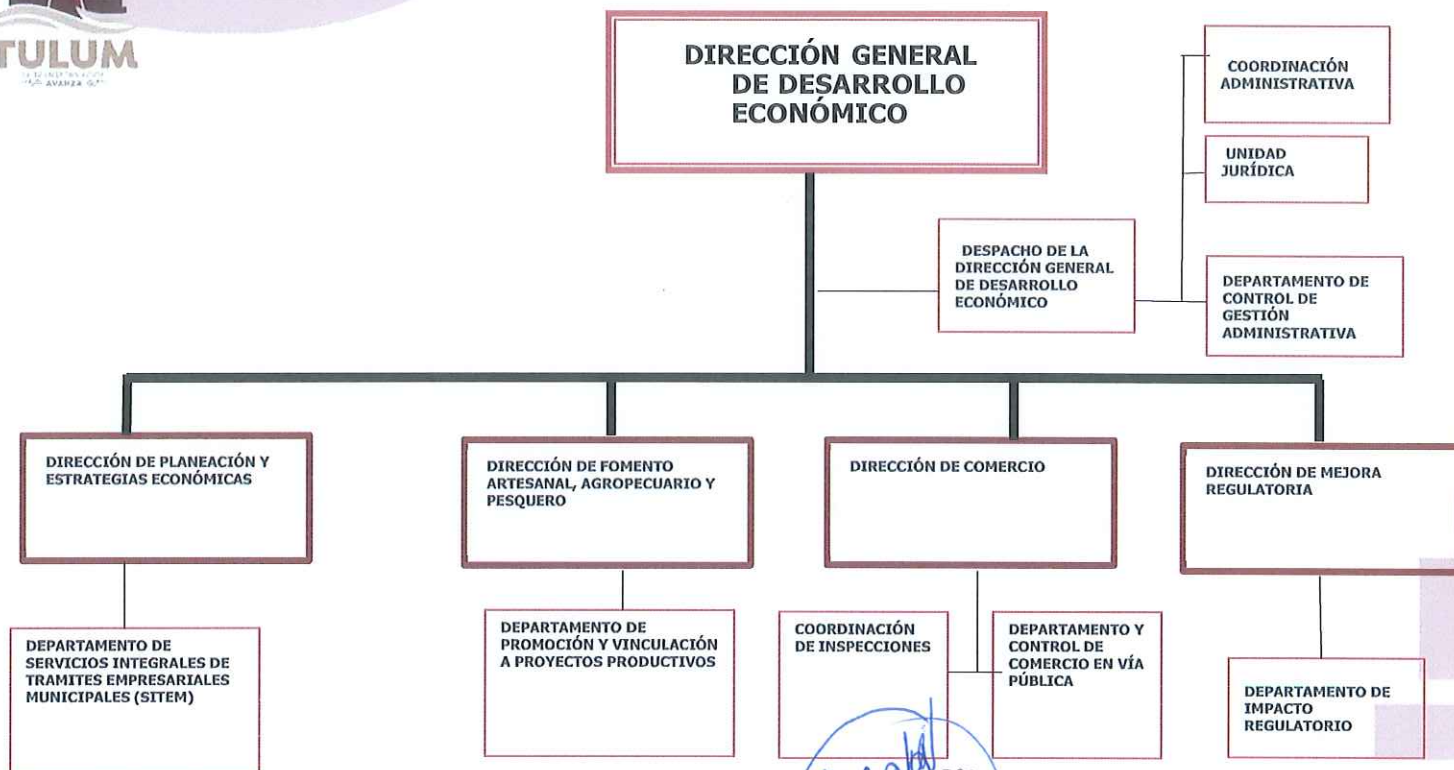 TULUM
AVANZA
DIRECCIÓN GENERAL
DE DESARROLLO
ECONÓMICO
COORDINACIÓN
ADMINISTRATIVA
UNIDAD
JURÍDICA
DESPACHO DE LA
DIRECCIÓN GENERAL
DE DESARROLLO
ECONÓMICO
DEPARTAMENTO DE
CONTROL DE
GESTIÓN
ADMINISTRATIVA
DIRECCIÓN DE PLANEACIÓN Y
ESTRATEGIAS ECONÓMICAS
DIRECCIÓN DE FOMENTO
ARTESANAL, AGROPECUARIO Y
PESQUERO
DIRECCIÓN DE COMERCIO
DIRECCIÓN DE MEJORA
REGULATORIA
DEPARTAMENTO DE
SERVICIOS INTEGRALES DE
TRAMITES EMPRESARIALES
MUNICIPALES (SITEM)
DEPARTAMENTO DE
PROMOCIÓN Y VINCULACIÓN
A PROYECTOS PRODUCTIVOS
COORDINACIÓN
DE INSPECCIONES
DEPARTAMENTO Y
CONTROL DE
COMERCIO EN VÍA
PÚBLICA
DEPARTAMENTO DE
IMPACTO
REGULATORIO